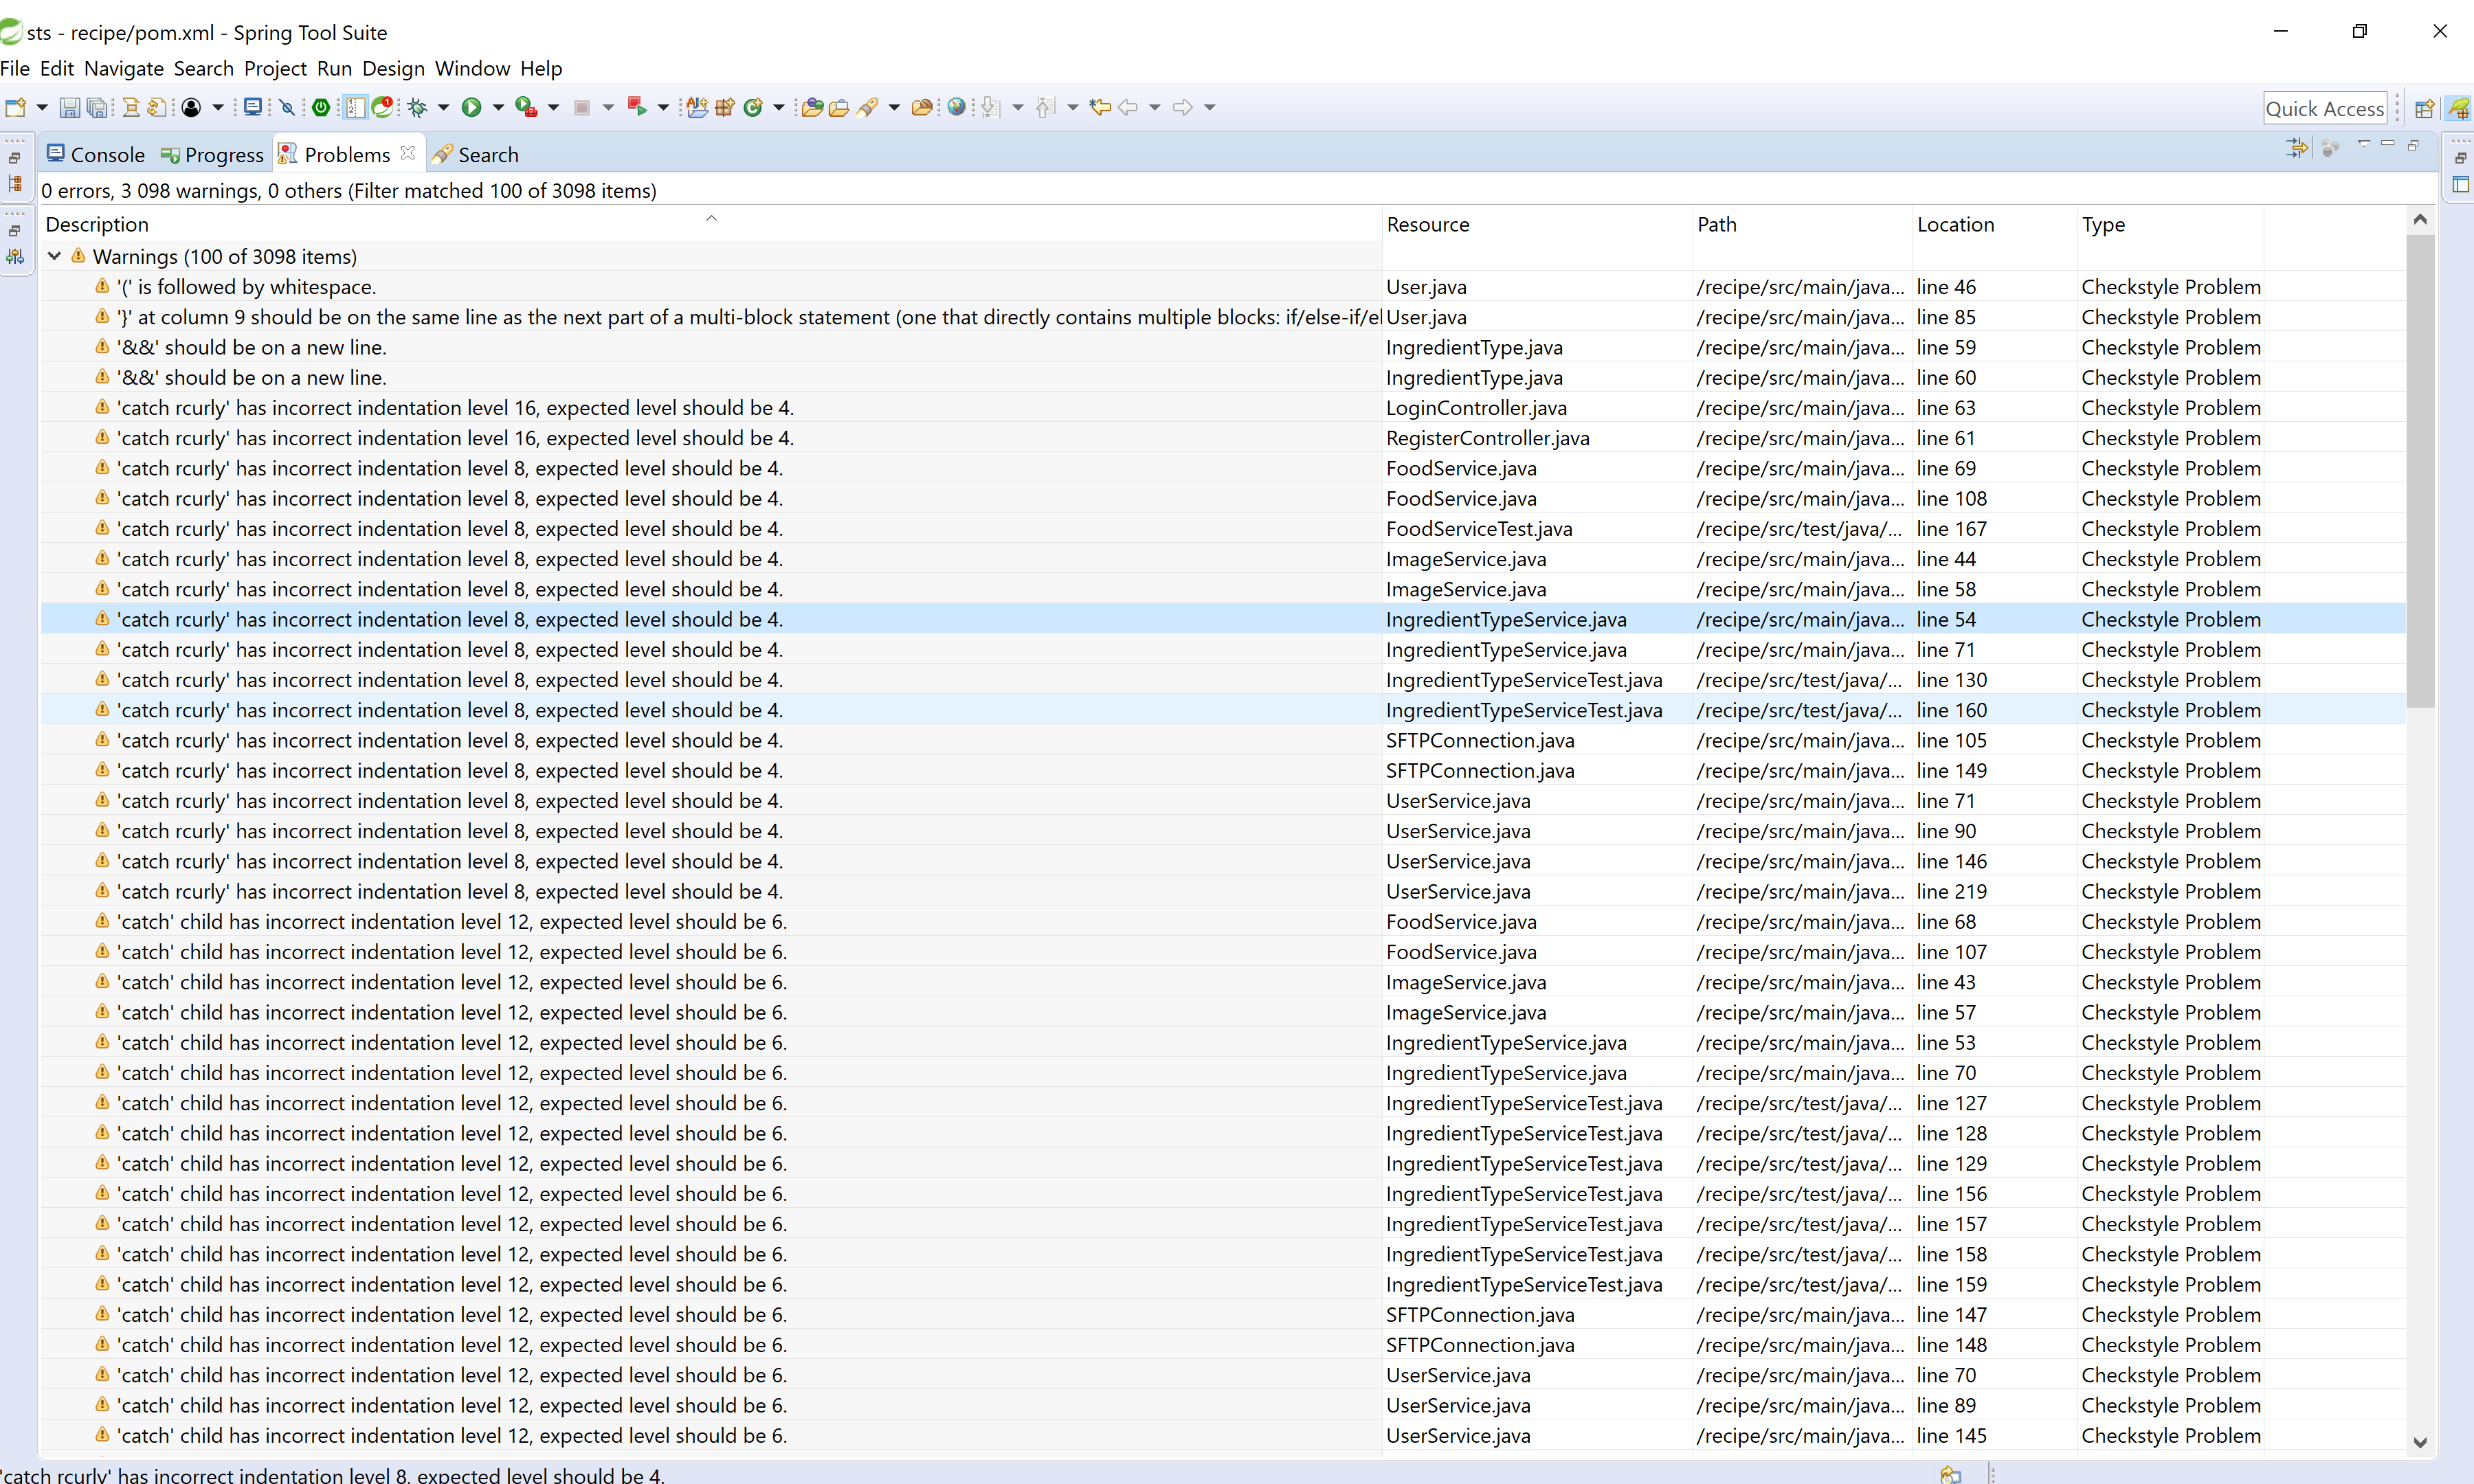 sts - recipe/pom.xml - Spring Tool Suite
File Edit Navigate Search Project Run Design Window Help
Quick Access
Console Progress Problems Search
0 errors, 3 098 warnings, 0 others (Filter matched 100 of 3098 items)
Description Resource Path Location Type
Warnings (100 of 3098 items)
'(' is followed by whitespace. User.java /recipe/src/main/java... line 46 Checkstyle Problem
'}' at column 9 should be on the same line as the next part of a multi-block statement (one that directly contains multiple blocks: if/else-if/el User.java /recipe/src/main/java... line 85 Checkstyle Problem
'&&' should be on a new line. IngredientType.java /recipe/src/main/java... line 59 Checkstyle Problem
'&&' should be on a new line. IngredientType.java /recipe/src/main/java... line 60 Checkstyle Problem
'catch rcurly' has incorrect indentation level 16, expected level should be 4. LoginController.java /recipe/src/main/java... line 63 Checkstyle Problem
'catch rcurly' has incorrect indentation level 16, expected level should be 4. RegisterController.java /recipe/src/main/java... line 61 Checkstyle Problem
'catch rcurly' has incorrect indentation level 8, expected level should be 4. FoodService.java /recipe/src/main/java... line 69 Checkstyle Problem
'catch rcurly' has incorrect indentation level 8, expected level should be 4. FoodService.java /recipe/src/main/java... line 108 Checkstyle Problem
'catch rcurly' has incorrect indentation level 8, expected level should be 4. FoodServiceTest.java /recipe/src/test/java/... line 167 Checkstyle Problem
'catch rcurly' has incorrect indentation level 8, expected level should be 4. ImageService.java /recipe/src/main/java... line 44 Checkstyle Problem
'catch rcurly' has incorrect indentation level 8, expected level should be 4. ImageService.java /recipe/src/main/java... line 58 Checkstyle Problem
'catch rcurly' has incorrect indentation level 8, expected level should be 4. IngredientTypeService.java /recipe/src/main/java... line 54 Checkstyle Problem
'catch rcurly' has incorrect indentation level 8, expected level should be 4. IngredientTypeService.java /recipe/src/main/java... line 71 Checkstyle Problem
'catch rcurly' has incorrect indentation level 8, expected level should be 4. IngredientTypeServiceTest.java /recipe/src/test/java/... line 130 Checkstyle Problem
'catch rcurly' has incorrect indentation level 8, expected level should be 4. IngredientTypeServiceTest.java /recipe/src/test/java/... line 160 Checkstyle Problem
'catch rcurly' has incorrect indentation level 8, expected level should be 4. SFTPConnection.java /recipe/src/main/java... line 105 Checkstyle Problem
'catch rcurly' has incorrect indentation level 8, expected level should be 4. SFTPConnection.java /recipe/src/main/java... line 149 Checkstyle Problem
'catch rcurly' has incorrect indentation level 8, expected level should be 4. UserService.java /recipe/src/main/java... line 71 Checkstyle Problem
'catch rcurly' has incorrect indentation level 8, expected level should be 4. UserService.java /recipe/src/main/java... line 90 Checkstyle Problem
'catch rcurly' has incorrect indentation level 8, expected level should be 4. UserService.java /recipe/src/main/java... line 146 Checkstyle Problem
'catch rcurly' has incorrect indentation level 8, expected level should be 4. UserService.java /recipe/src/main/java... line 219 Checkstyle Problem
'catch' child has incorrect indentation level 12, expected level should be 6. FoodService.java /recipe/src/main/java... line 68 Checkstyle Problem
'catch' child has incorrect indentation level 12, expected level should be 6. FoodService.java /recipe/src/main/java... line 107 Checkstyle Problem
'catch' child has incorrect indentation level 12, expected level should be 6. ImageService.java /recipe/src/main/java... line 43 Checkstyle Problem
'catch' child has incorrect indentation level 12, expected level should be 6. ImageService.java /recipe/src/main/java... line 57 Checkstyle Problem
'catch' child has incorrect indentation level 12, expected level should be 6. IngredientTypeService.java /recipe/src/main/java... line 53 Checkstyle Problem
'catch' child has incorrect indentation level 12, expected level should be 6. IngredientTypeService.java /recipe/src/main/java... line 70 Checkstyle Problem
'catch' child has incorrect indentation level 12, expected level should be 6. IngredientTypeServiceTest.java /recipe/src/test/java/... line 127 Checkstyle Problem
'catch' child has incorrect indentation level 12, expected level should be 6. IngredientTypeServiceTest.java /recipe/src/test/java/... line 128 Checkstyle Problem
'catch' child has incorrect indentation level 12, expected level should be 6. IngredientTypeServiceTest.java /recipe/src/test/java/... line 129 Checkstyle Problem
'catch' child has incorrect indentation level 12, expected level should be 6. IngredientTypeServiceTest.java /recipe/src/test/java/... line 156 Checkstyle Problem
'catch' child has incorrect indentation level 12, expected level should be 6. IngredientTypeServiceTest.java /recipe/src/test/java/... line 157 Checkstyle Problem
'catch' child has incorrect indentation level 12, expected level should be 6. IngredientTypeServiceTest.java /recipe/src/test/java/... line 158 Checkstyle Problem
'catch' child has incorrect indentation level 12, expected level should be 6. IngredientTypeServiceTest.java /recipe/src/test/java/... line 159 Checkstyle Problem
'catch' child has incorrect indentation level 12, expected level should be 6. SFTPConnection.java /recipe/src/main/java... line 147 Checkstyle Problem
'catch' child has incorrect indentation level 12, expected level should be 6. SFTPConnection.java /recipe/src/main/java... line 148 Checkstyle Problem
'catch' child has incorrect indentation level 12, expected level should be 6. UserService.java /recipe/src/main/java... line 70 Checkstyle Problem
'catch' child has incorrect indentation level 12, expected level should be 6. UserService.java /recipe/src/main/java... line 89 Checkstyle Problem
'catch' child has incorrect indentation level 12, expected level should be 6. UserService.java /recipe/src/main/java... line 145 Checkstyle Problem
'catch rcurly' has incorrect indentation level 8, expected level should be 4.